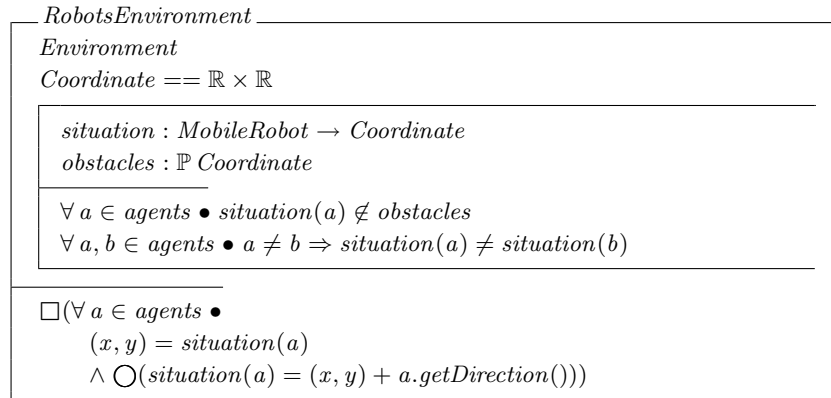 RobotsEnvironment
Environment
Coordinate == ℝ × ℝ
situation : MobileRobot → Coordinate
obstacles : ℙ Coordinate
∀ a ∈ agents • situation(a) ∉ obstacles
∀ a, b ∈ agents • a ≠ b ⇒ situation(a) ≠ situation(b)
□(∀ a ∈ agents •
(x, y) = situation(a)
∧ ◯(situation(a) = (x, y) + a.getDirection()))